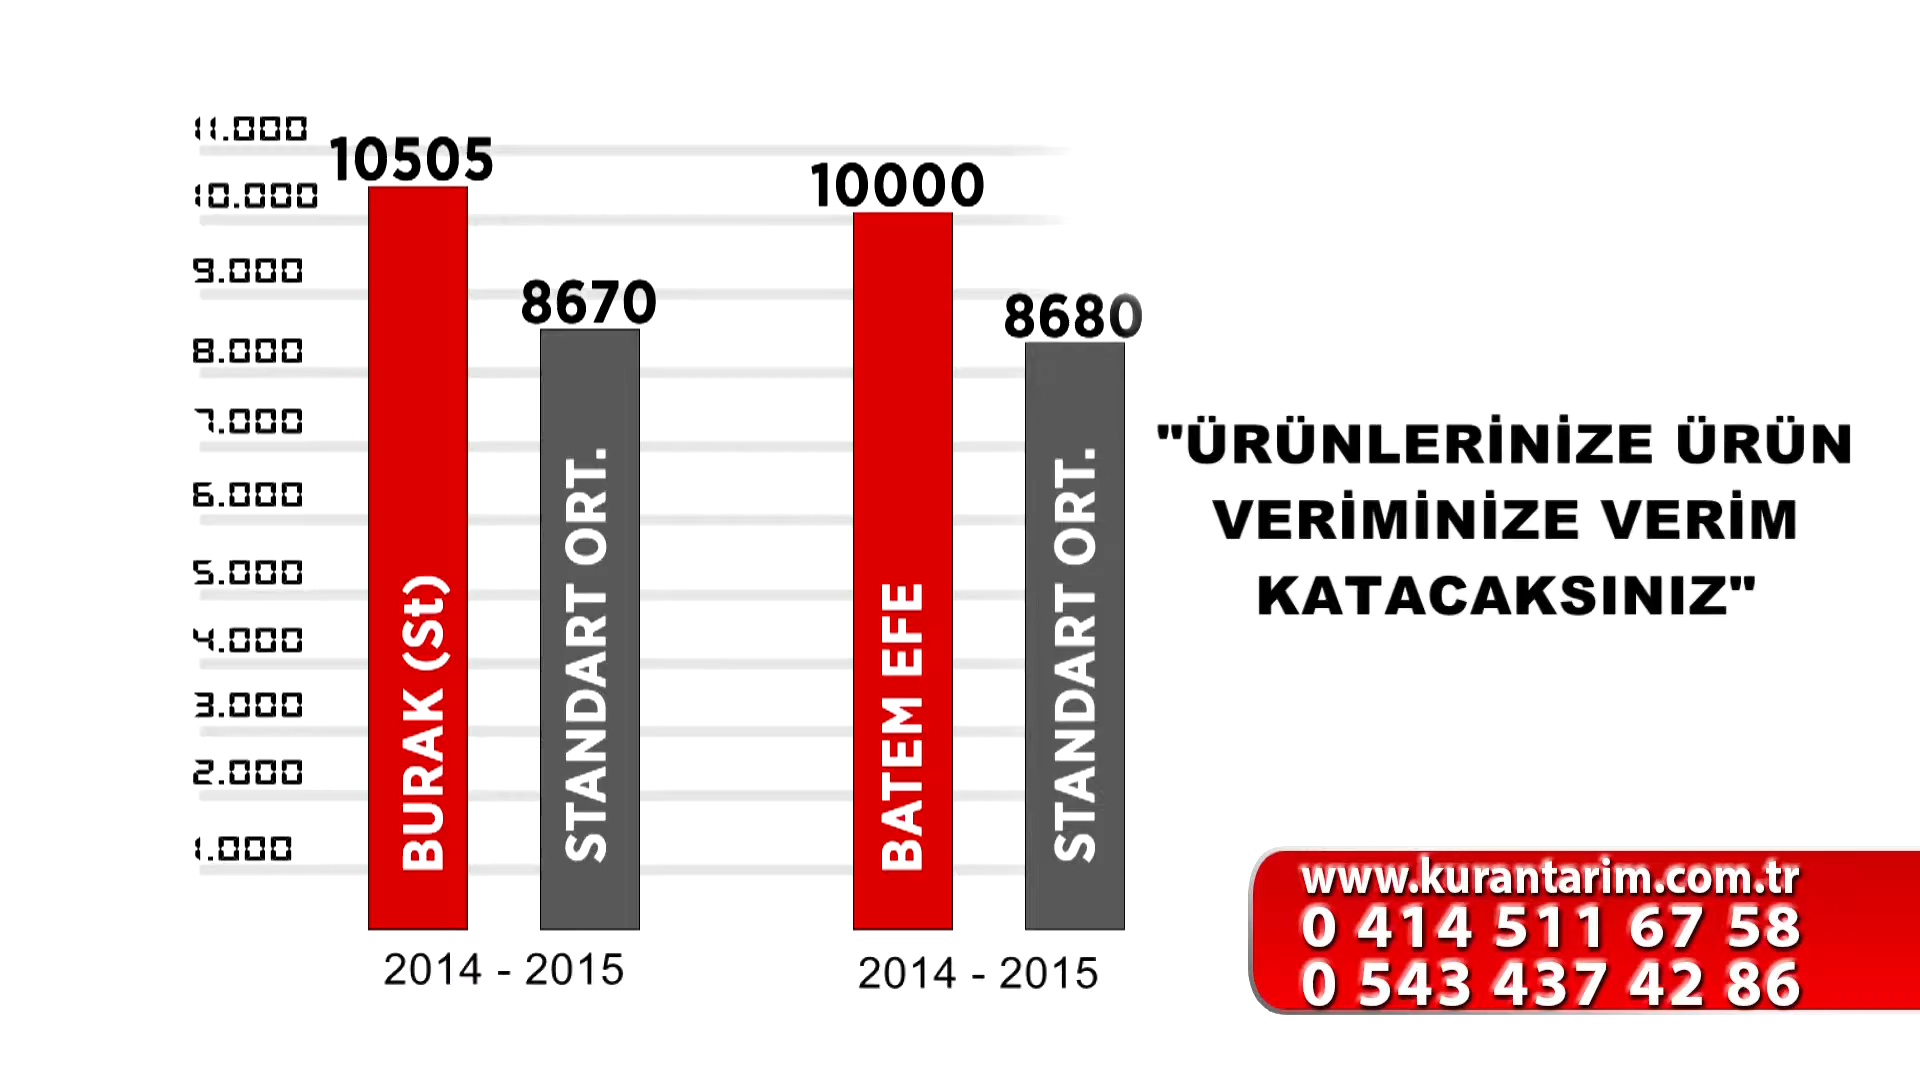 11.000
10505
10.000
10000
9.000
8670
8680
8.000
7.000
6.000
5.000
4.000
3.000
2.000
1.000
BURAK (St)
STANDART ORT.
BATEM EFE
STANDART ORT.
2014 - 2015
2014 - 2015
"ÜRÜNLERİNİZE ÜRÜN
VERİMİNİZE VERİM
KATACAKSINIZ"
www.kurantarim.com.tr
0 414 511 67 58
0 543 437 42 86